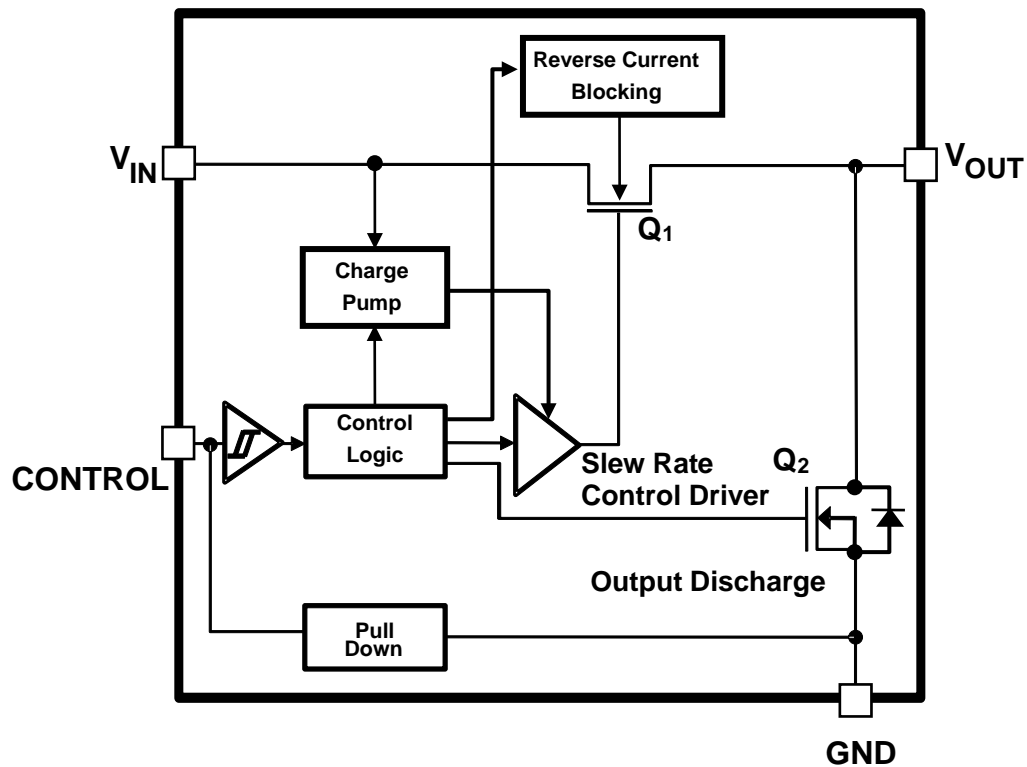 Reverse Current
Blocking
VIN
VOUT
Q1
Charge
Pump
Control
Logic
CONTROL
Slew Rate
Control Driver
Q2
Output Discharge
Pull
Down
GND